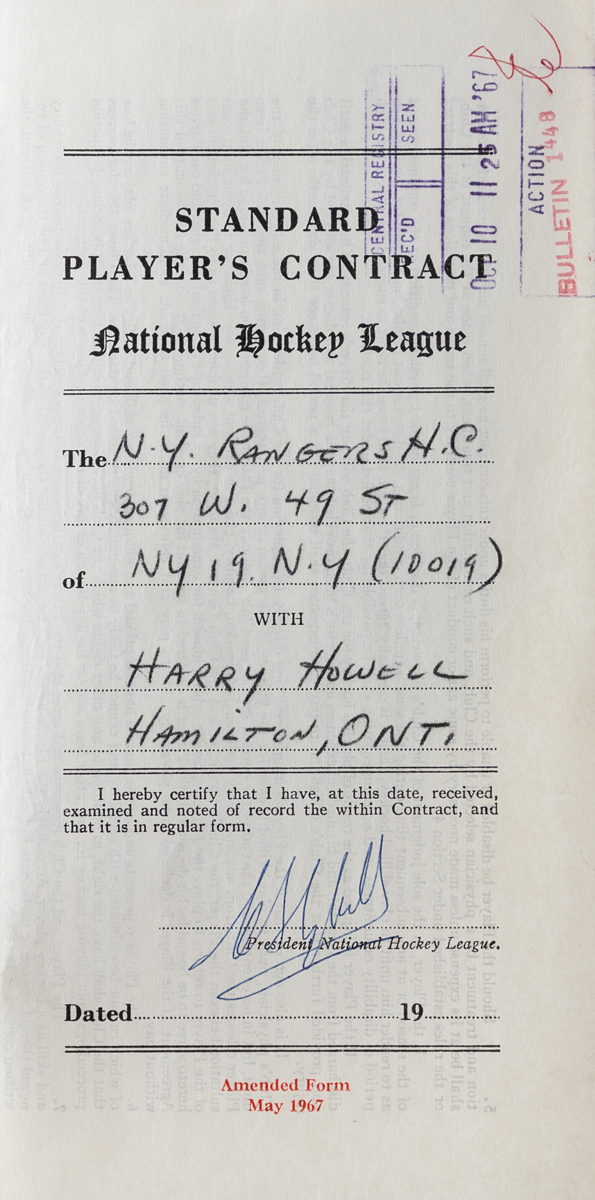 CENTRAL REGISTRY
REC'D SEEN
OCT 10 11 25 AM '67
ACTION
BULLETIN 1448
STANDARD
PLAYER'S CONTRACT
National Hockey League
The N.Y. RANGERS H.C.
307 W. 49 ST
of NY 19. N.Y (10019)
WITH
HARRY HOWELL
HAMILTON, ONT.
I hereby certify that I have, at this date, received,
examined and noted of record the within Contract, and
that it is in regular form.
President National Hockey League.
Dated 19
Amended Form
May 1967